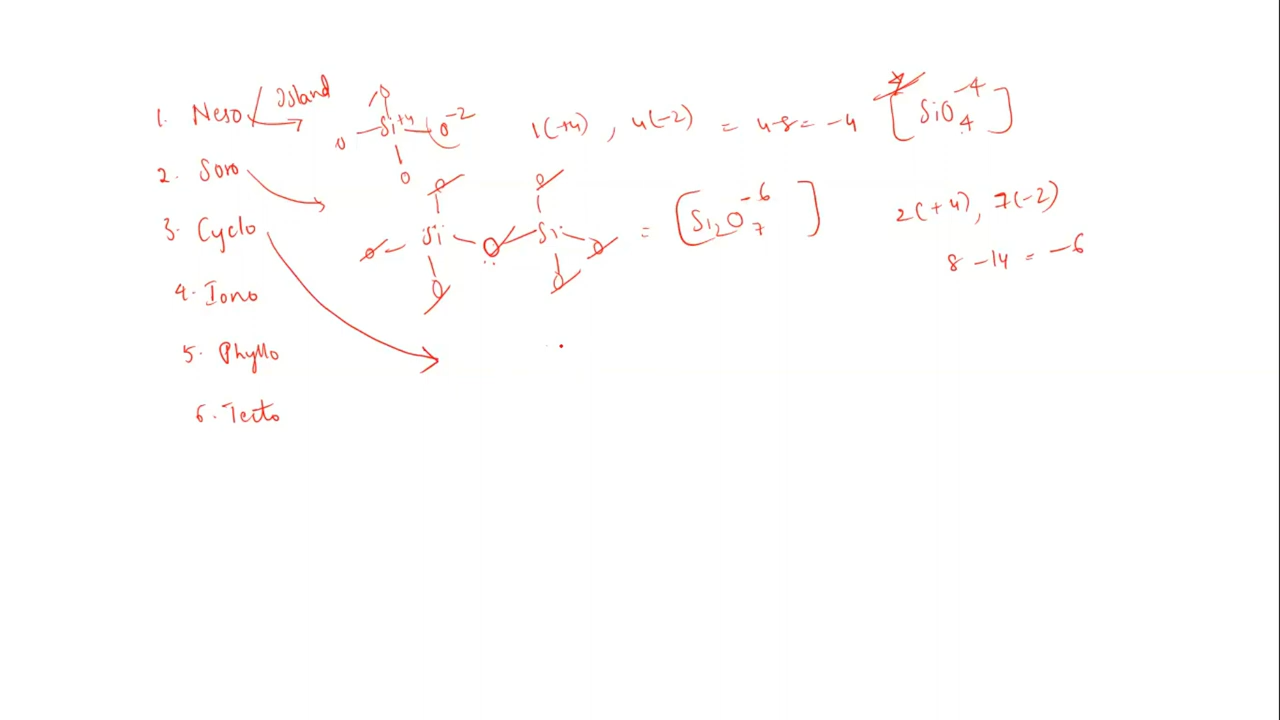 1. Neso Island
O
O Si+4 O-2
O
1(+4), 4(-2) = 4-8 = -4 [SiO4-4]
2. Soro
O O
O Si O Si O
O O
= [Si2O7-6]
2(+4), 7(-2)
8 -14 = -6
3. Cyclo
4. Iono
5. Phyllo
6. Tecto